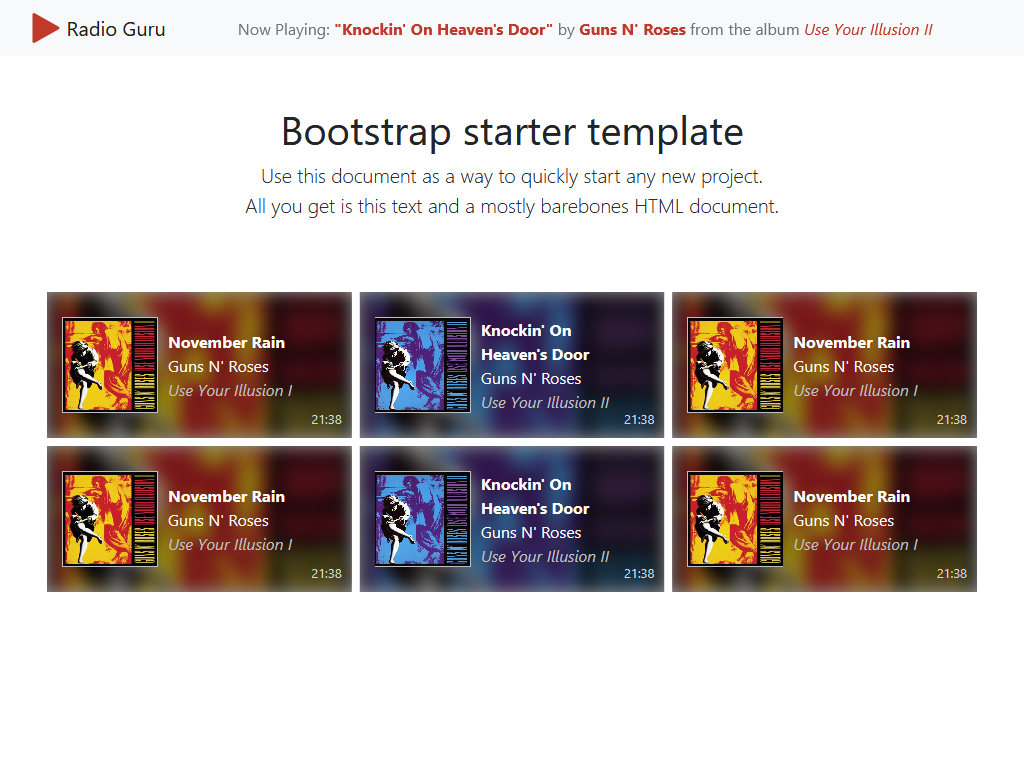 Radio Guru
Now Playing: "Knockin' On Heaven's Door" by Guns N' Roses from the album Use Your Illusion II
Bootstrap starter template
Use this document as a way to quickly start any new project.
All you get is this text and a mostly barebones HTML document.
November Rain
Guns N' Roses
Use Your Illusion I
21:38
Knockin' On
Heaven's Door
Guns N' Roses
Use Your Illusion II
21:38
November Rain
Guns N' Roses
Use Your Illusion I
21:38
November Rain
Guns N' Roses
Use Your Illusion I
21:38
Knockin' On
Heaven's Door
Guns N' Roses
Use Your Illusion II
21:38
November Rain
Guns N' Roses
Use Your Illusion I
21:38